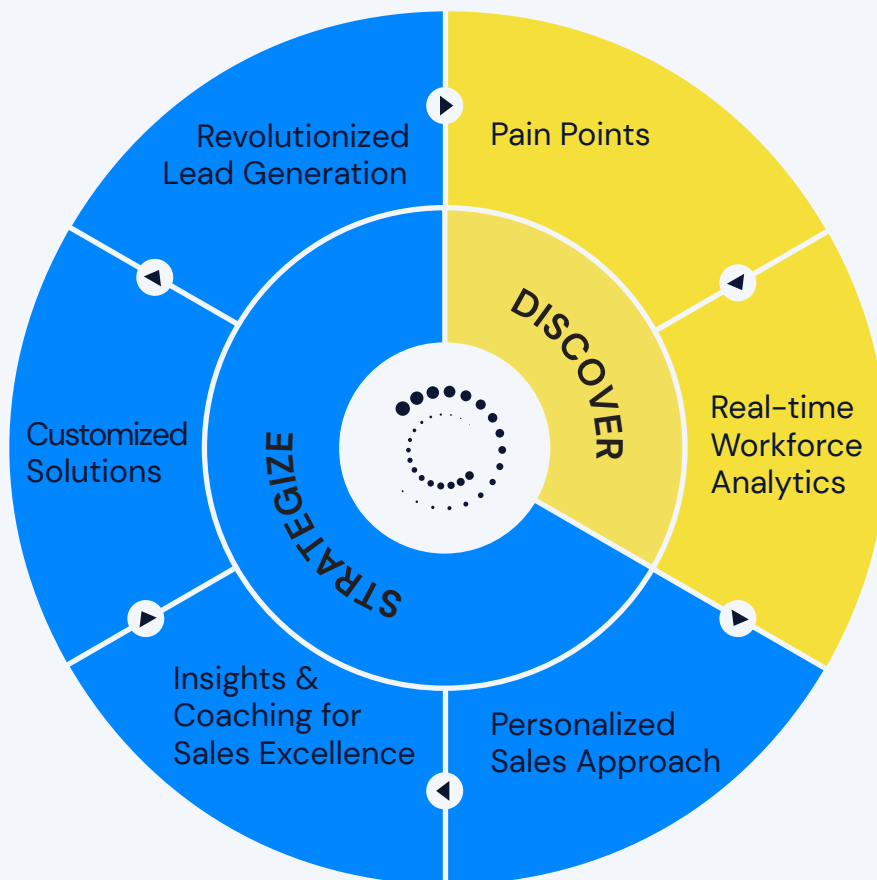 Revolutionized
Lead Generation
Pain Points
DISCOVER
Real-time
Workforce
Analytics
Customized
Solutions
STRATEGIZE
Insights &
Coaching for
Sales Excellence
Personalized
Sales Approach